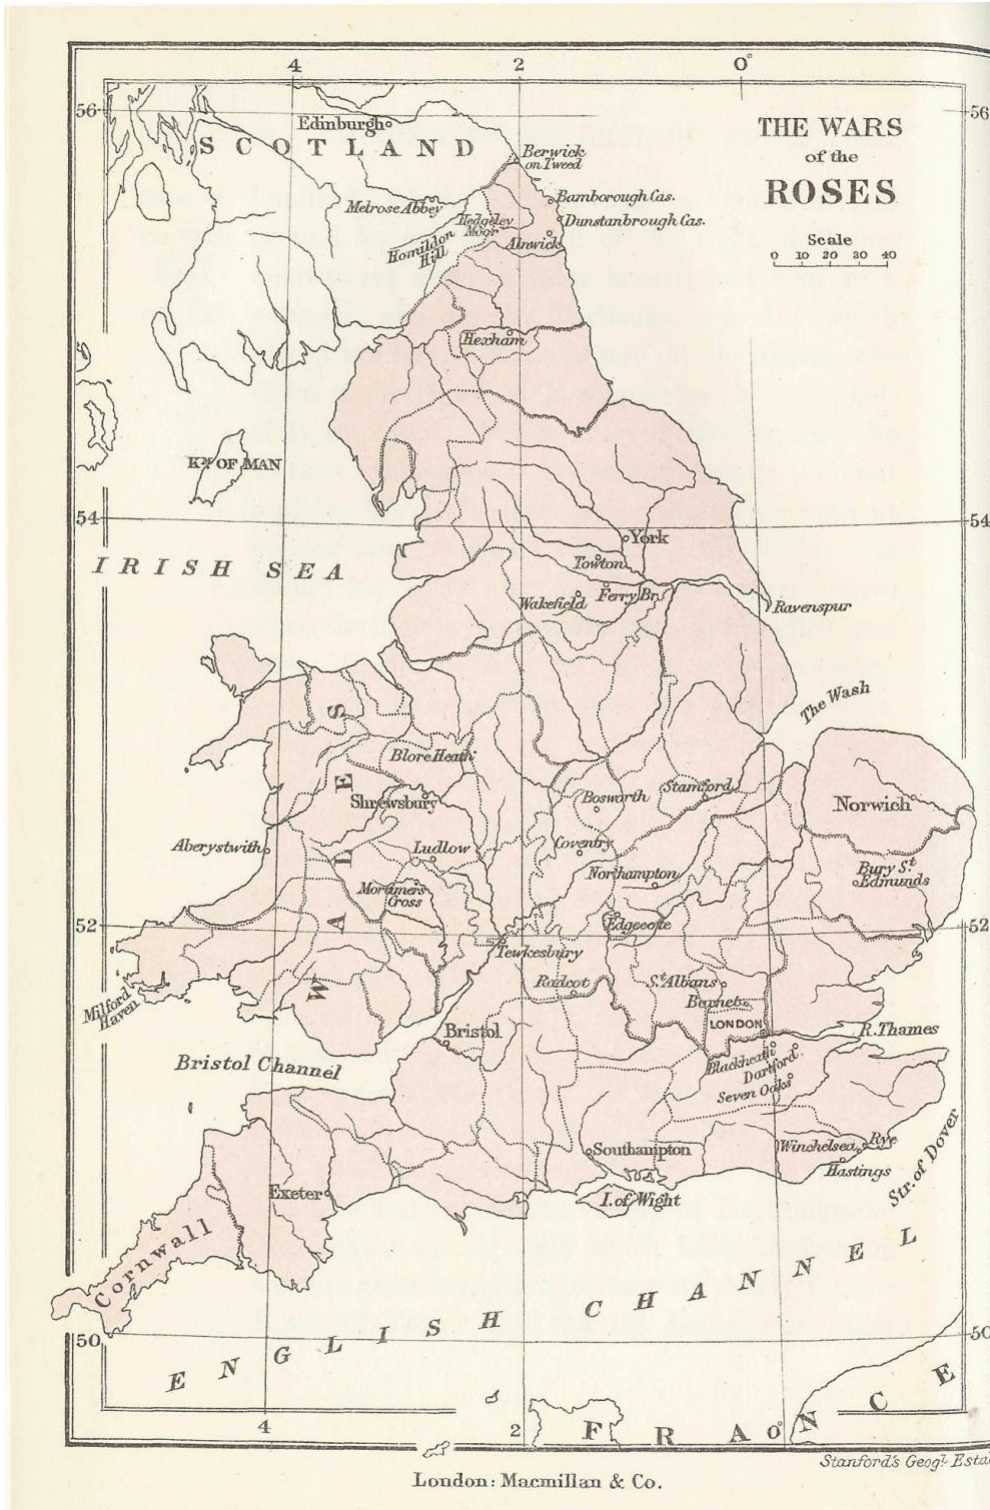 4
2
0°
56
56
THE WARS
of the
ROSES
Scale
0 10 20 30 40
Edinburgh
SCOTLAND
Berwick
on Tweed
Bamborough Cas.
Melrose Abbey
Hedgeley
Moor
Dunstanbrough Cas.
Homildon
Hill
Alnwick
Hexham
Kᵐ OF MAN
54
54
York
IRISH SEA
Towton
Wakefield
Ferry Br.
Ravenspur
The Wash
Blore Heath
Shrewsbury
Bosworth
Stamford
Norwich
Aberystwith
Ludlow
Coventry
WALES
Mortimer's
Cross
Northampton
Bury Sᵗ
Edmunds
52
52
Edgecote
Tewkesbury
Milford
Haven
Radcot
Sᵗ Albans
Barnet
LONDON
Bristol
R. Thames
Bristol Channel
Blackheath
Dartford
Seven Oaks
Southampton
Winchelsea
Rye
Hastings
Str. of Dover
Exeter
I. of Wight
Cornwall
ENGLISH CHANNEL
50
50
FRANCE
4
2
0°
Stanford's Geogˡ Esta
London: Macmillan & Co.